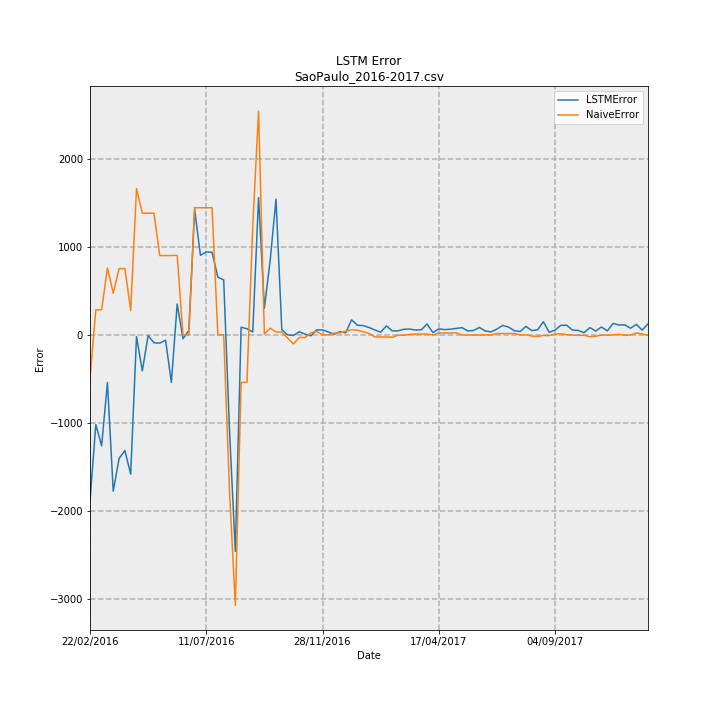 LSTM Error
SaoPaulo_2016-2017.csv
LSTMError
NaiveError
2000
1000
0
−1000
−2000
−3000
Error
22/02/2016
11/07/2016
28/11/2016
17/04/2017
04/09/2017
Date